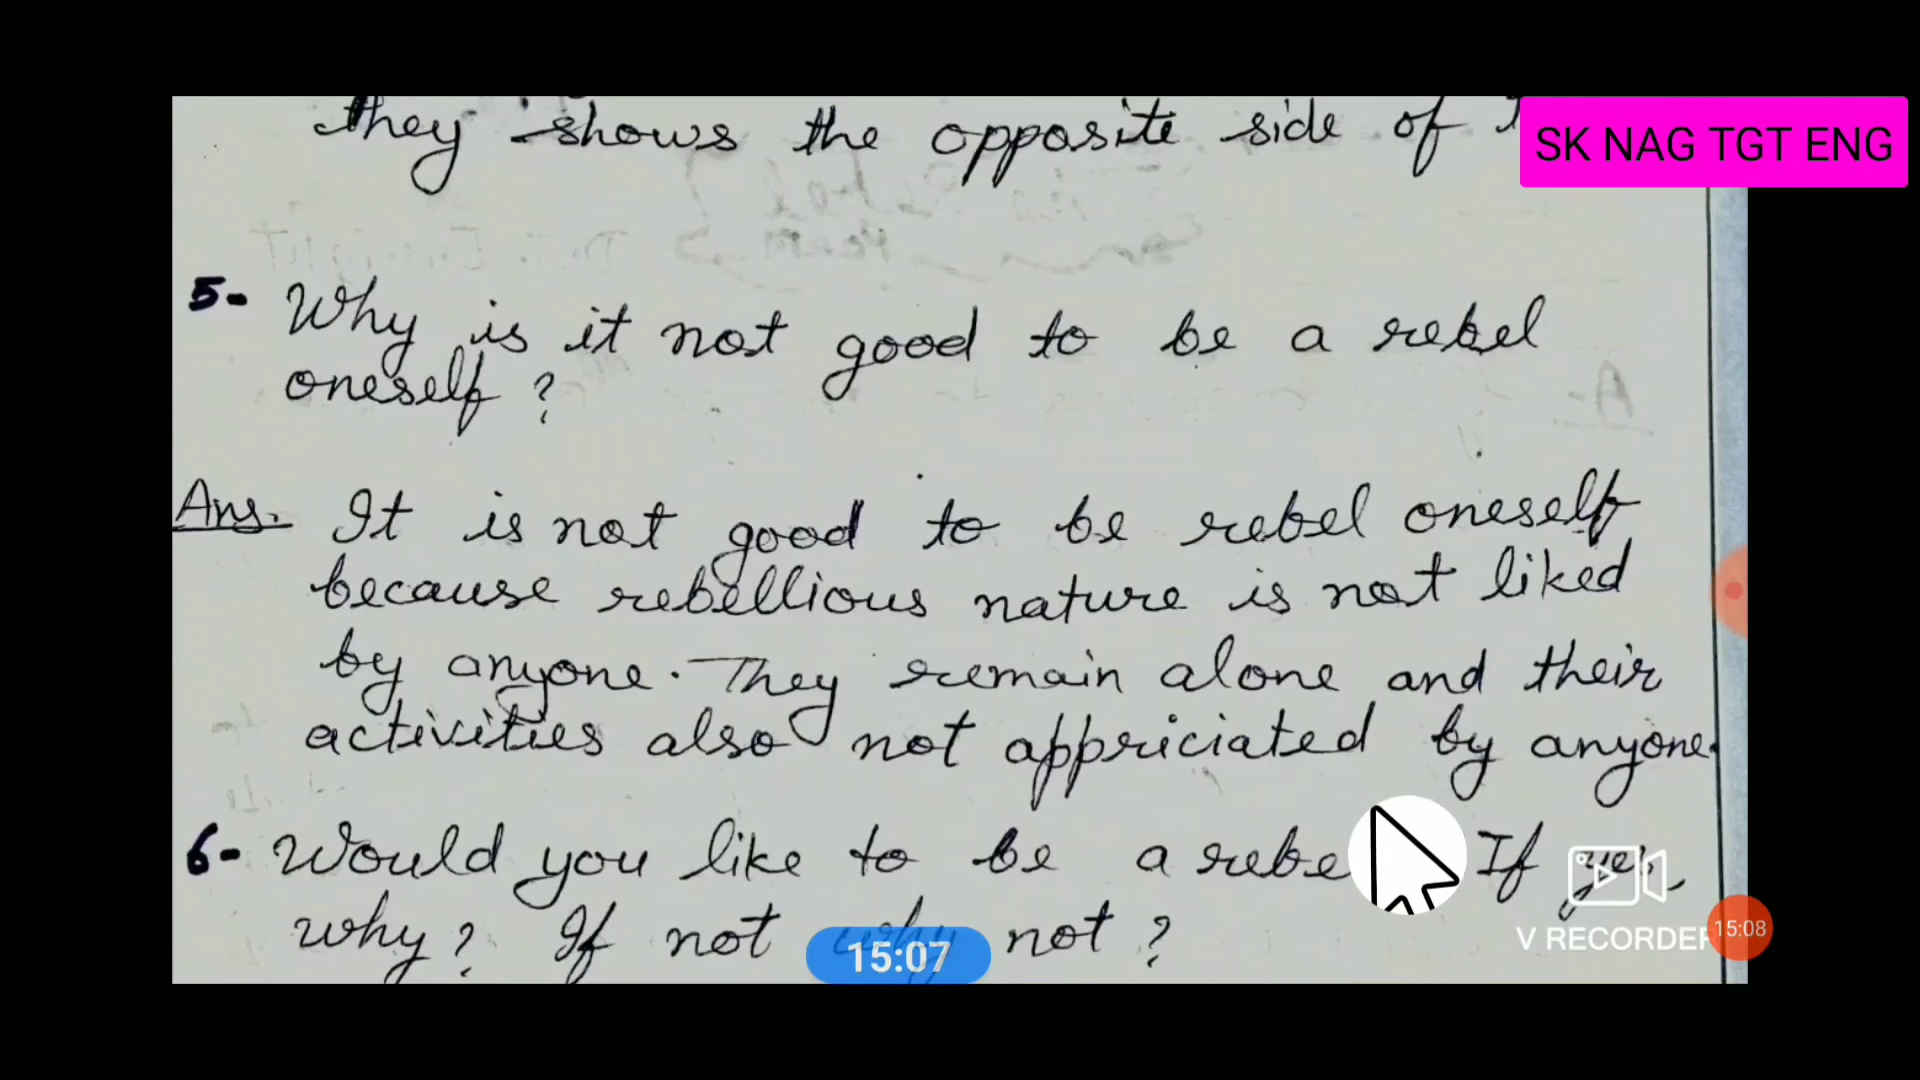 they shows the opposite side of
SK NAG TGT ENG
5- Why is it not good to be a rebel
oneself ?
Ans. It is not good to be rebel oneself
because rebellious nature is not liked
by anyone. They remain alone and their
activities also not appriciated by anyone.
6- Would you like to be a rebe If yes
why? If not why not ?
15:07
V RECORDER
15:08